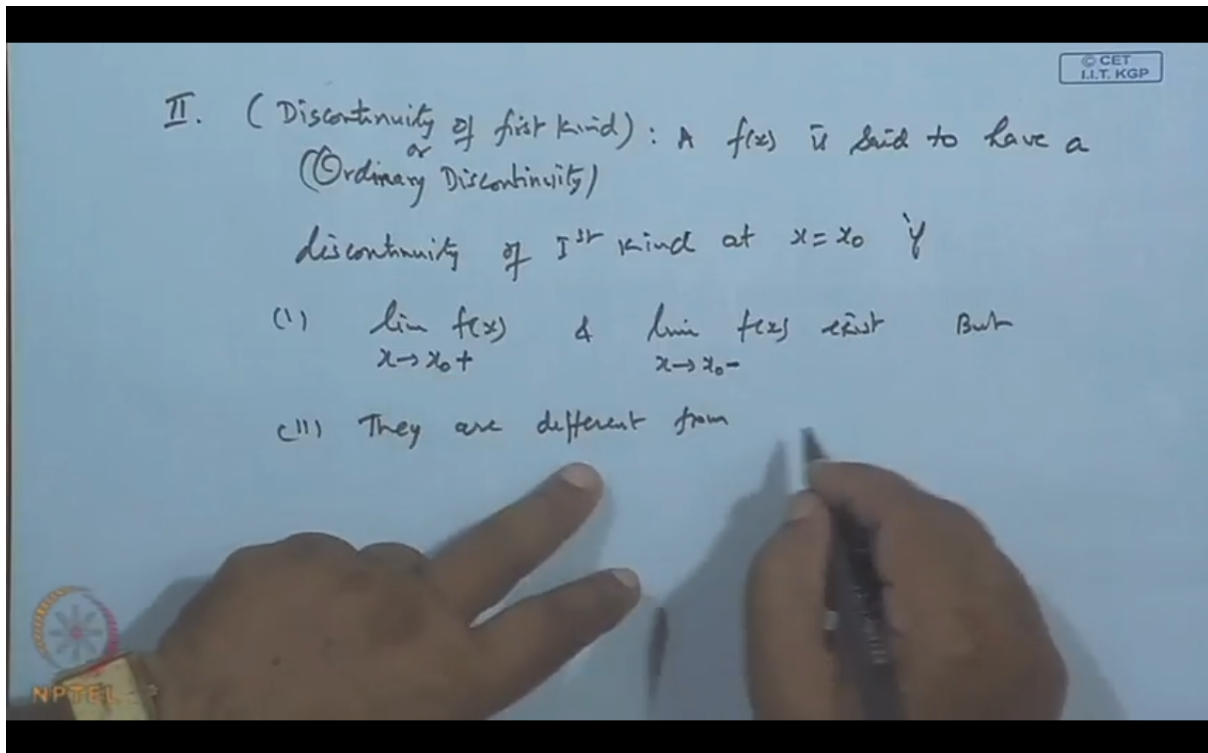 © CET
I.I.T. KGP
II. (Discontinuity of first kind) : A f(x) is said to have a
or
(Ordinary Discontinuity)
discontinuity of Ist kind at x = x0 if
(i) lim f(x) & lim f(x) exist But
x→x0+ x→x0-
(ii) They are different from
NPTEL